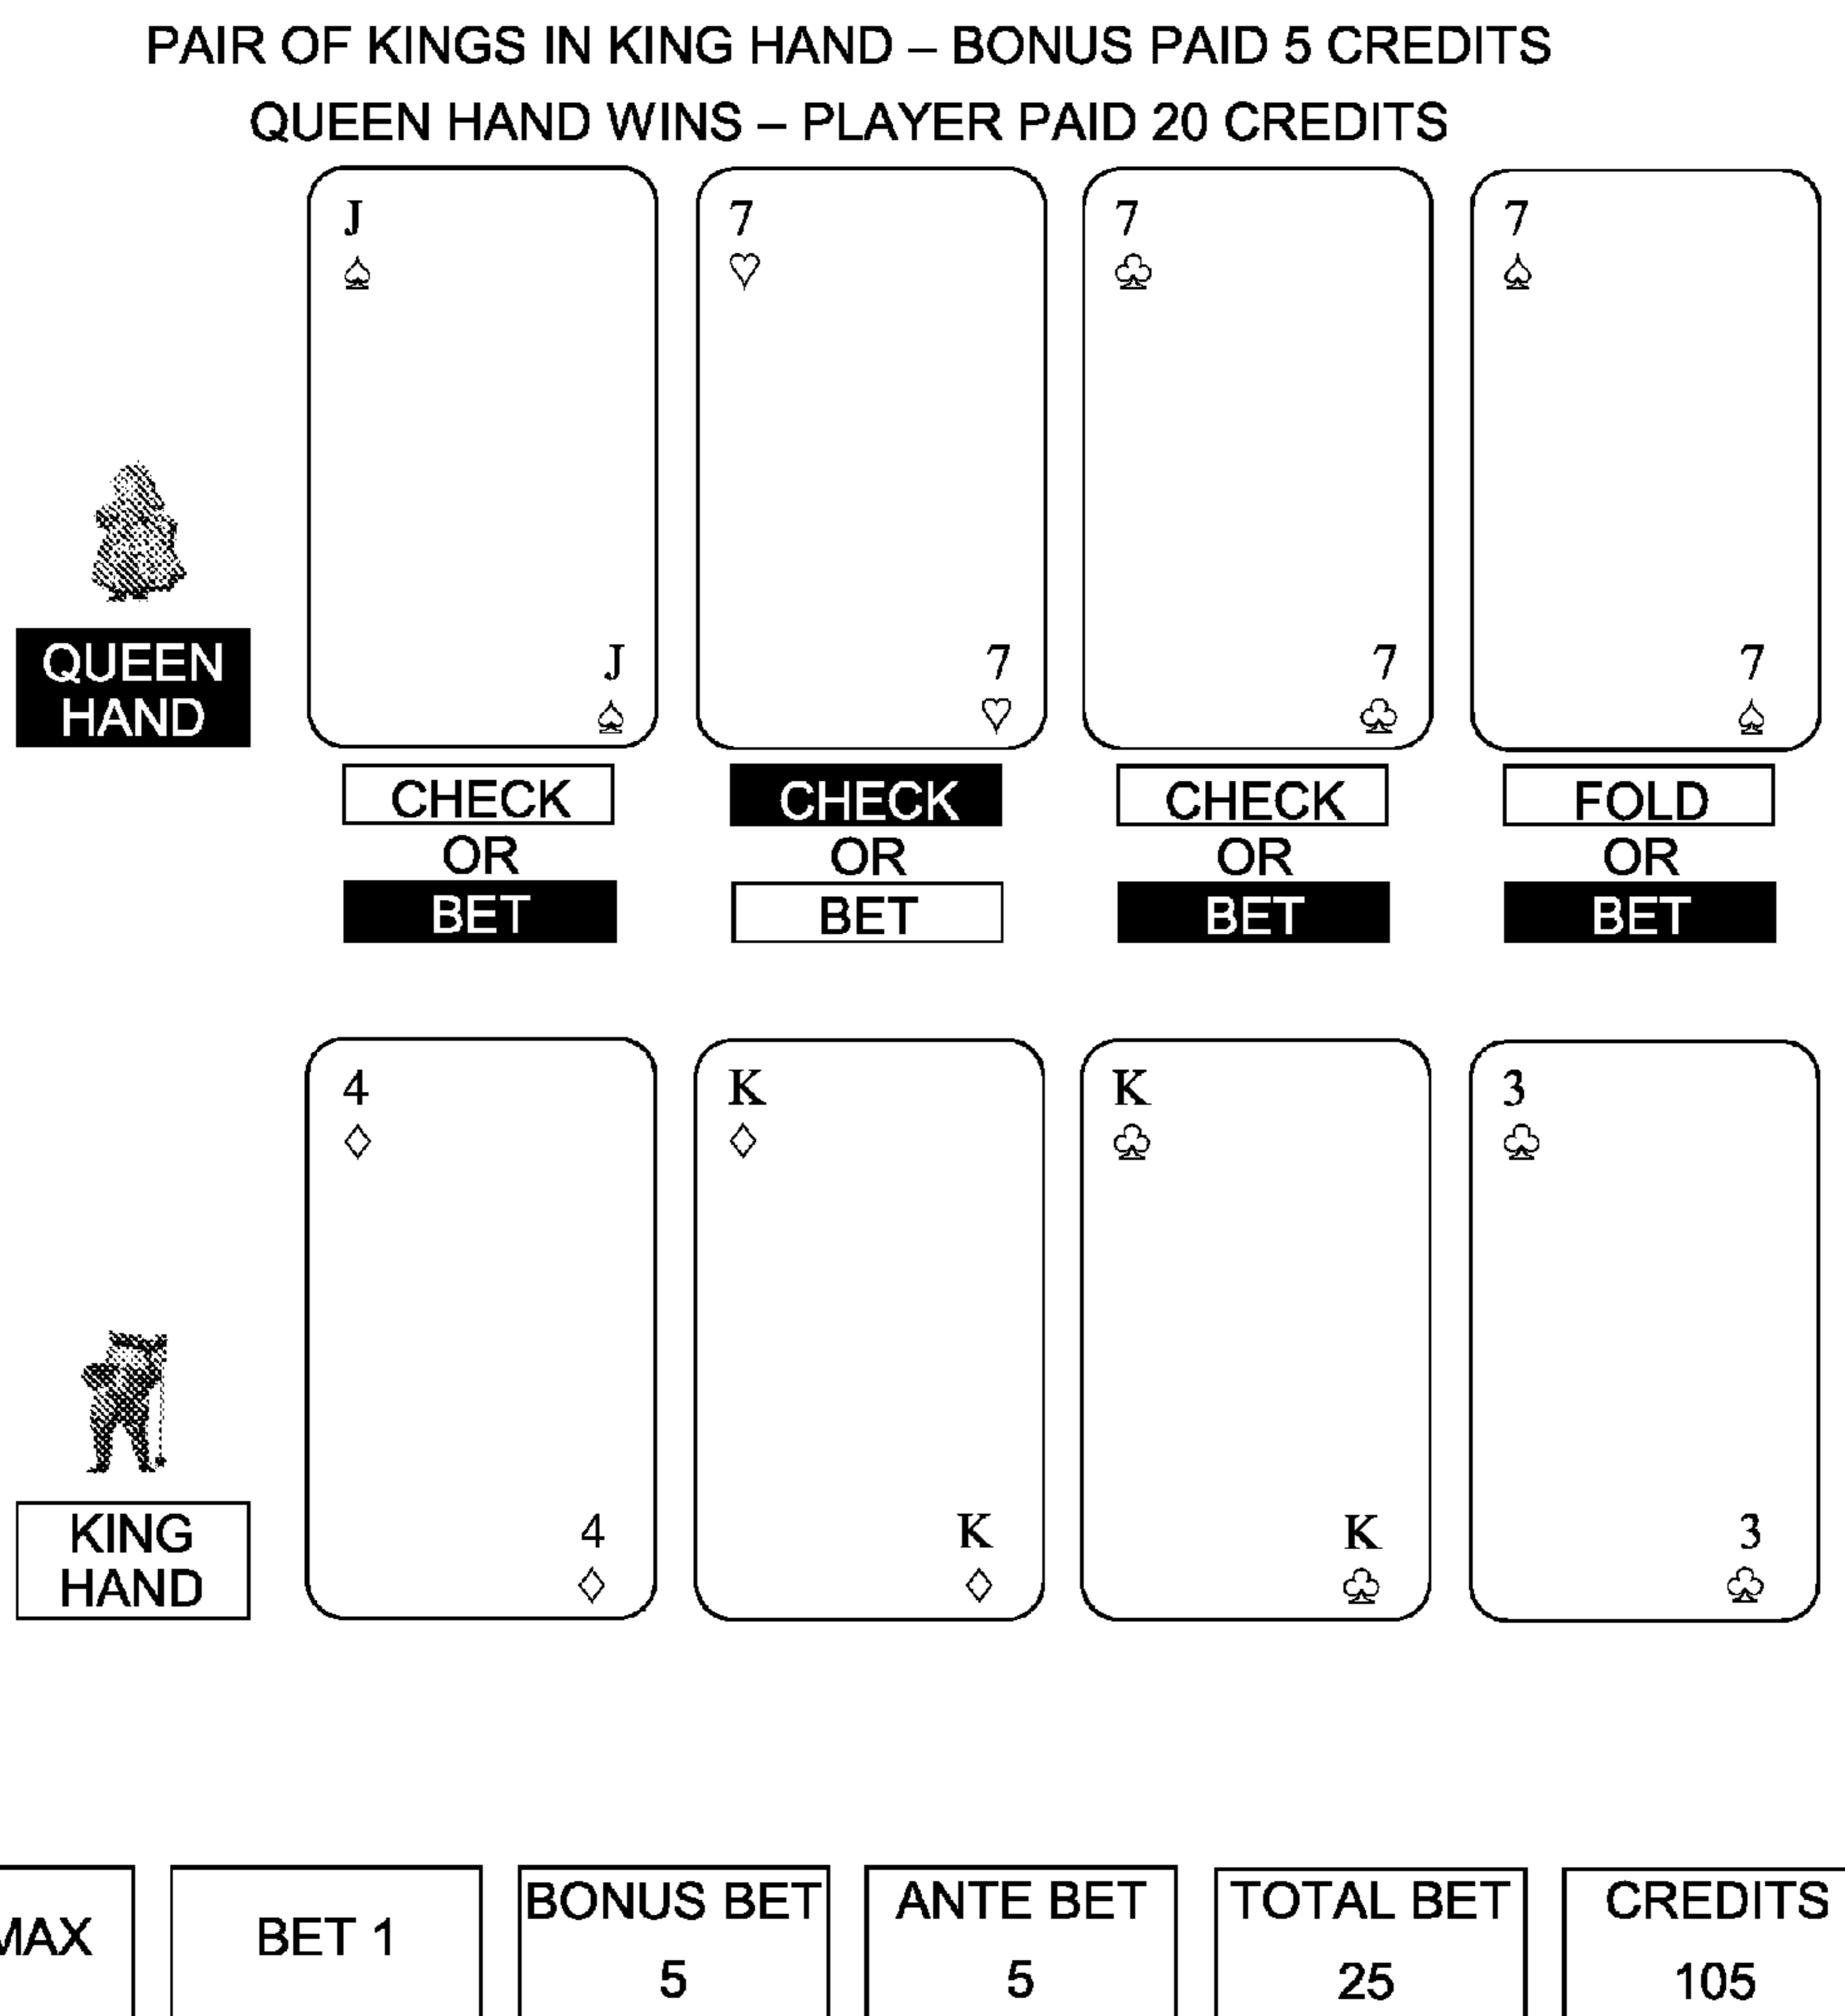 PAIR OF KINGS IN KING HAND – BONUS PAID 5 CREDITS
QUEEN HAND WINS – PLAYER PAID 20 CREDITS
J 7 7 7
♤ ♡ ♧ ♤
QUEEN
HAND
J 7 7 7
♤ ♡ ♧ ♤
CHECK CHECK CHECK FOLD
OR OR OR OR
BET BET BET BET
4 K K 3
♢ ♢ ♧ ♧
KING
HAND
4 K K 3
♢ ♢ ♧ ♧
BONUS BET ANTE BET TOTAL BET CREDITS
BET 1
5 5 25 105